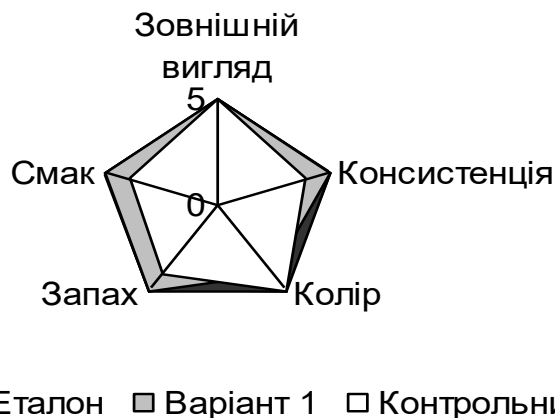 Зовнішній
вигляд
5
Смак
Консистенція
0
Запах
Колір
Еталон Варіант 1 Контрольни